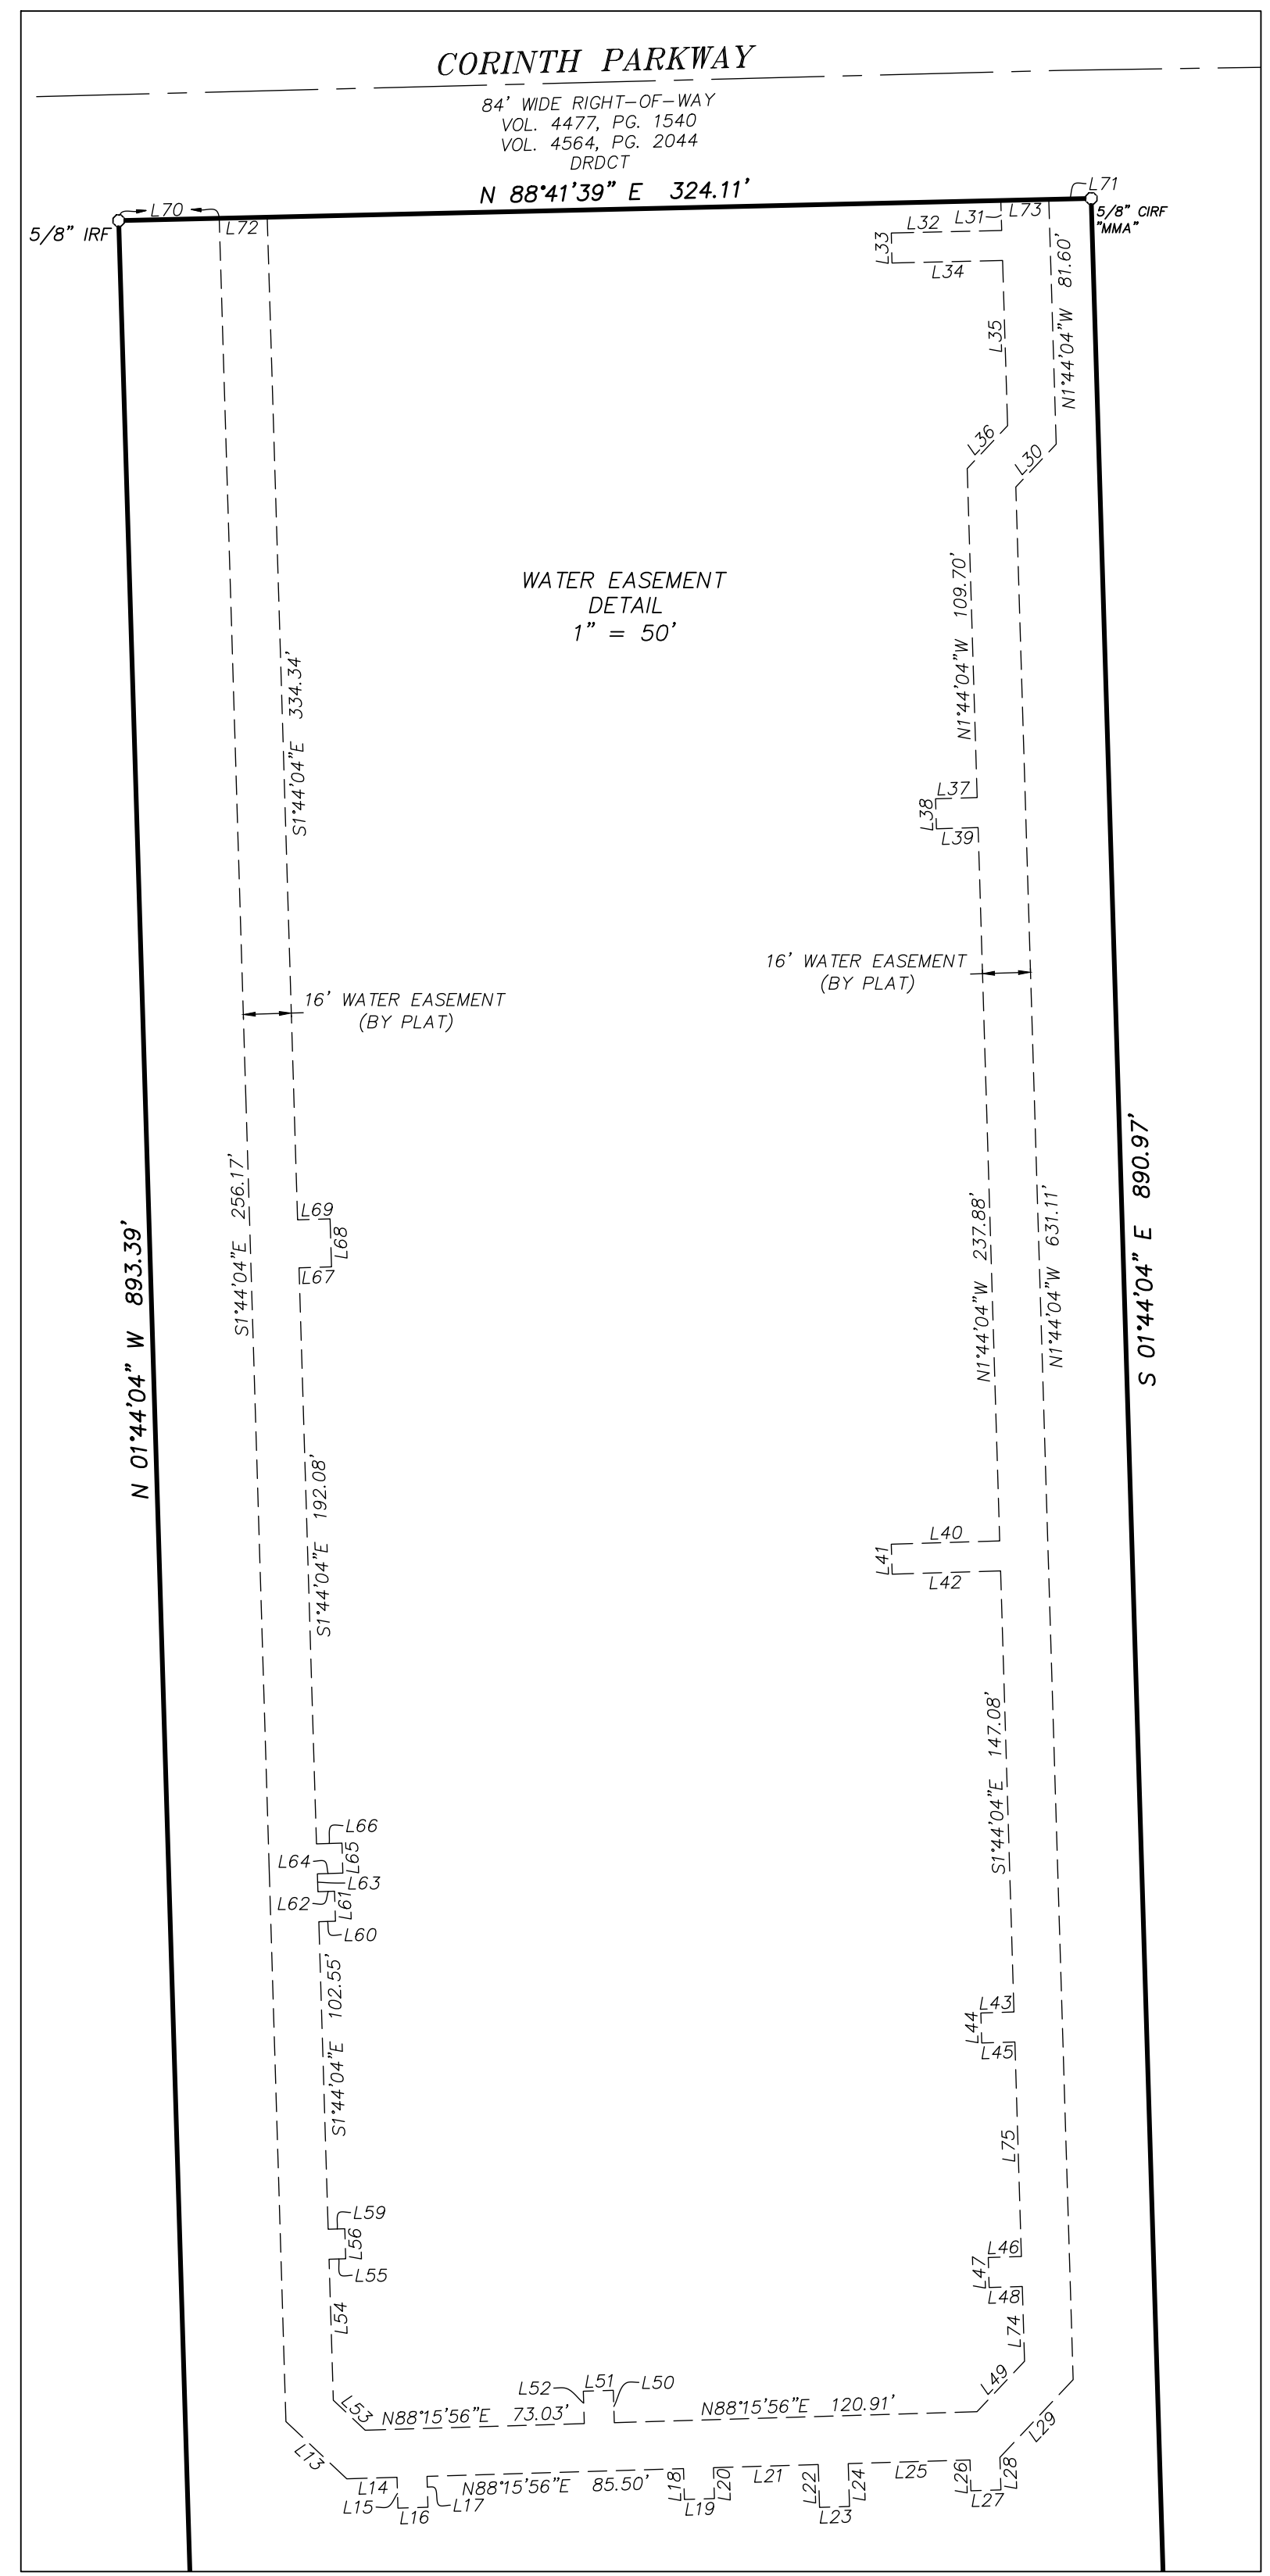 CORINTH PARKWAY
84' WIDE RIGHT-OF-WAY
VOL. 4477, PG. 1540
VOL. 4564, PG. 2044
DRDCT
N 88°41'39" E 324.11'
L71
L70
5/8" IRF
L72
L32
L31
L73
5/8" CIRF
"MMA"
L33
L34
N1°44'04"W 81.60'
L35
L36
L30
WATER EASEMENT
DETAIL
1" = 50'
N1°44'04"W 109.70'
S1°44'04"E 334.34'
L37
L38
L39
16' WATER EASEMENT
(BY PLAT)
16' WATER EASEMENT
(BY PLAT)
S 01°44'04" E 890.97'
N 01°44'04" W 893.39'
S1°44'04"E 256.17'
L69
L68
L67
N1°44'04"W 237.88'
N1°44'04"W 631.11'
S1°44'04"E 192.08'
L40
L41
L42
S1°44'04"E 147.08'
L66
L65
L64
L63
L62
L61
L60
S1°44'04"E 102.55'
L43
L44
L45
L75
L59
L56
L55
L46
L47
L48
L54
L74
L49
L53
L52
L51
L50
N88°15'56"E 73.03'
N88°15'56"E 120.91'
L29
L13
L14
L15
L16
L17
N88°15'56"E 85.50'
L18
L19
L20
L21
L22
L23
L24
L25
L26
L27
L28